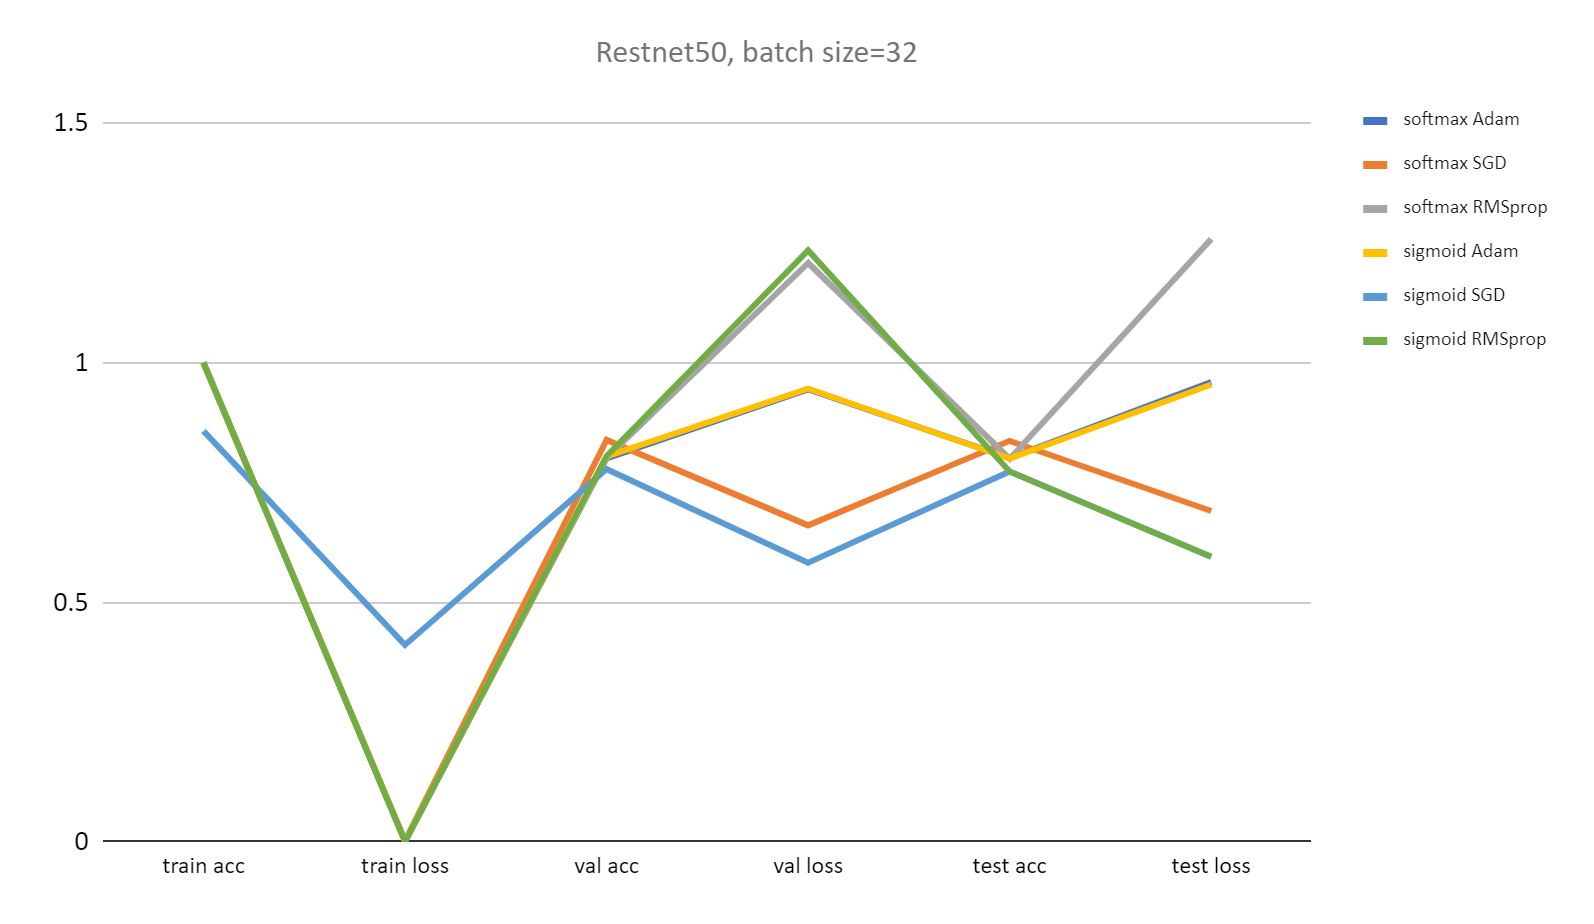 Restnet50, batch size=32
1.5
1
0.5
0
train acc
train loss
val acc
val loss
test acc
test loss
softmax Adam
softmax SGD
softmax RMSprop
sigmoid Adam
sigmoid SGD
sigmoid RMSprop